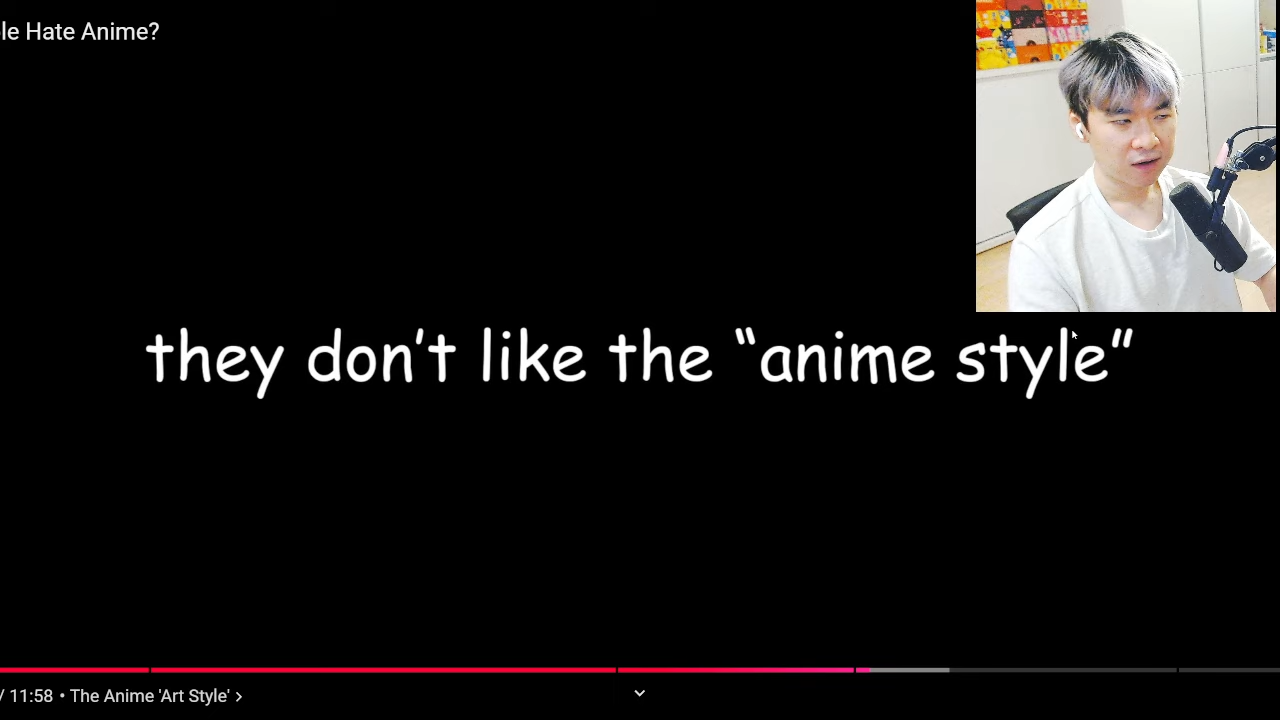 le Hate Anime?
they don’t like the “anime style”
/ 11:58 • The Anime 'Art Style' >